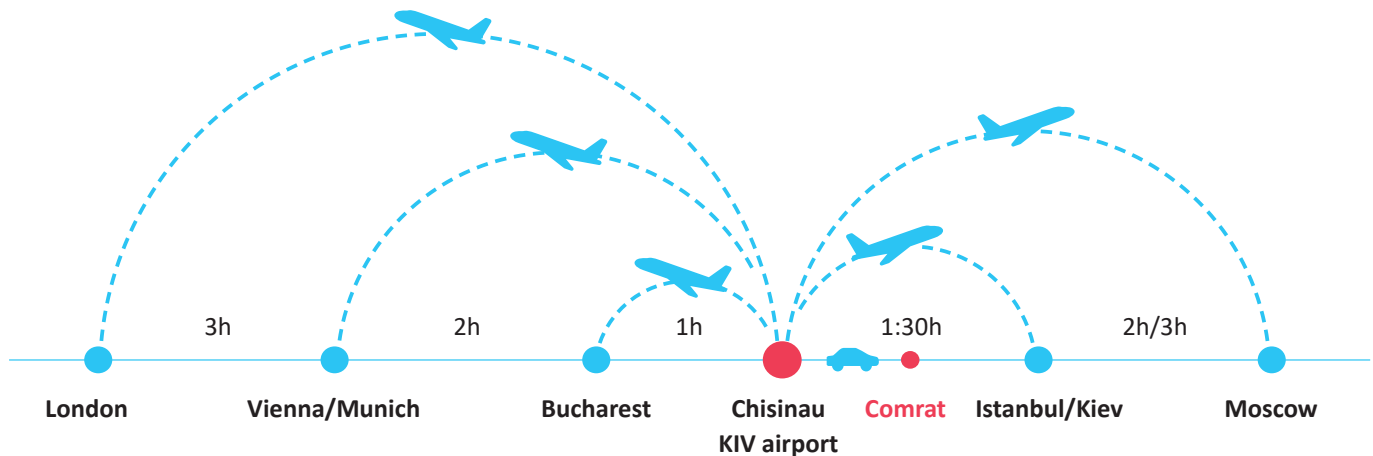 3h
2h
1h
1:30h
2h/3h
London
Vienna/Munich
Bucharest
Chisinau
KIV airport
Comrat
Istanbul/Kiev
Moscow